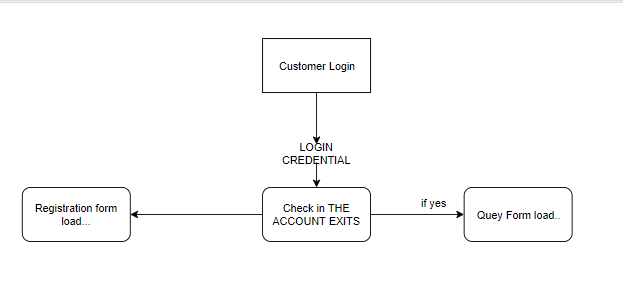 Customer Login
LOGIN
CREDENTIAL
Registration form
load...
Check in THE
ACCOUNT EXITS
if yes
Quey Form load..